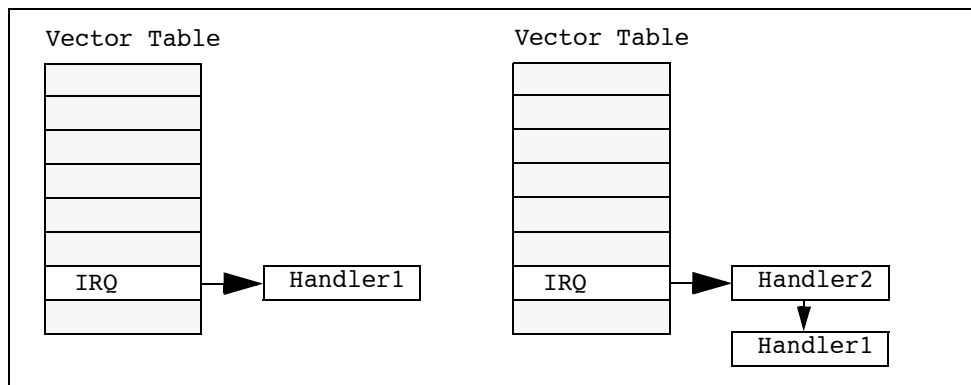 Vector Table
IRQ
Handler1
Vector Table
IRQ
Handler2
Handler1